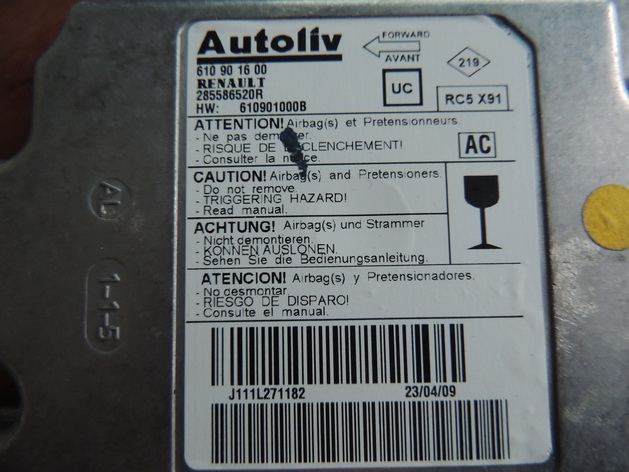 Autoliv
FORWARD
AVANT
219
610 90 16 00
RENAULT
285586520R
HW: 610901000B
UC
RC5 X91
ATTENTION! Airbag(s) et Pretensionneurs.
- Ne pas
- RISQUE DE
- Consulter la
AC
CAUTION! Airbag(s) and Pretensioners.
- Do not remove.
- TRIGGERING HAZARD!
- Read manual.
ACHTUNG! Airbag(s) und Strammer
- Nicht demontieren.
- KONNEN AUSLONEN.
- Sehen Sie die Bedienungsanleitung.
ATENCION! Airbag(s) y Pretensionadores.
- No desmontar.
- RIESGO DE DISPARO!
- Consulte el manual.
J111L271182 23/04/09
AL
1-1-5